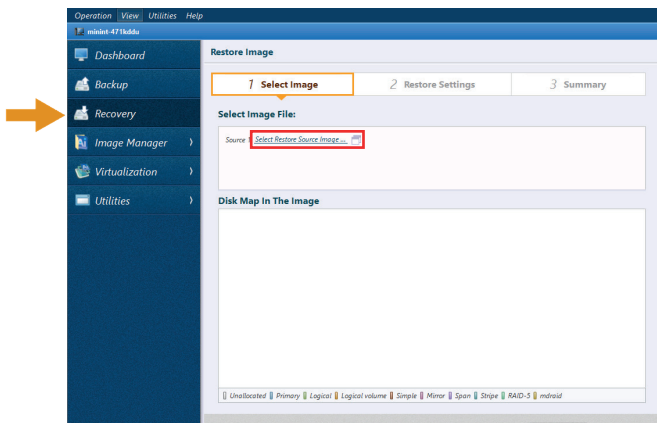 Operation View Utilities Help
minint-471kddu
Dashboard
Backup
Recovery
Image Manager
Virtualization
Utilities
Restore Image
1 Select Image
2 Restore Settings
3 Summary
Select Image File:
Source 1 Select Restore Source Image ...
Disk Map In The Image
Unallocated Primary Logical Logical volume Simple Mirror Span Stripe RAID-5 mdraid